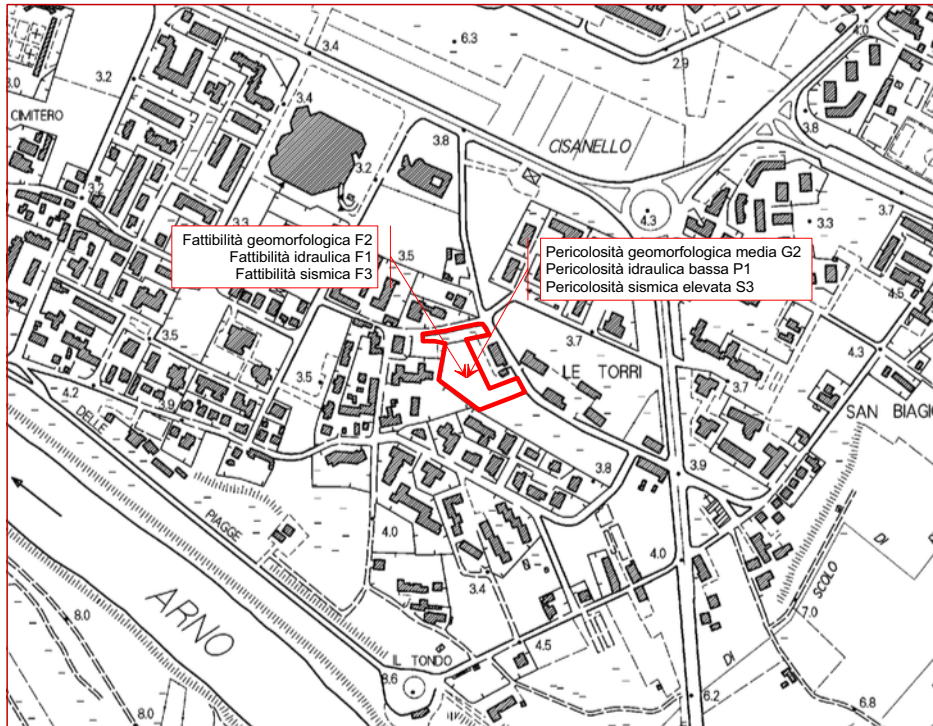 3.4
6.3
2.9
4.0
3.2
8.0
3.4
CIMITERO
3.8
3.2
CISANELLO
3.8
3.2
4.3
3.3
3.7
3.3
Fattibilità geomorfologica F2
Fattibilità idraulica F1
Fattibilità sismica F3
3.5
Pericolosità geomorfologica media G2
Pericolosità idraulica bassa P1
Pericolosità sismica elevata S3
4.5
3.5
3.7
4.3
3.5
LE TORRI
3.7
4.2
3.9
DELLE
SAN BIAGIO
3.8
3.9
PIAGGE
4.0
4.0
3.4
SCOLO
DI
ARNO
7.0
8.0
4.5
DI
IL TONDO
8.6
6.2
6.8
8.0